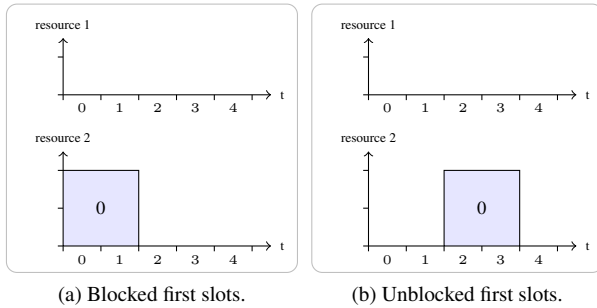 resource 1
t
0 1 2 3 4
resource 2
0
t
0 1 2 3 4
(a) Blocked first slots.
resource 1
t
0 1 2 3 4
resource 2
0
t
0 1 2 3 4
(b) Unblocked first slots.